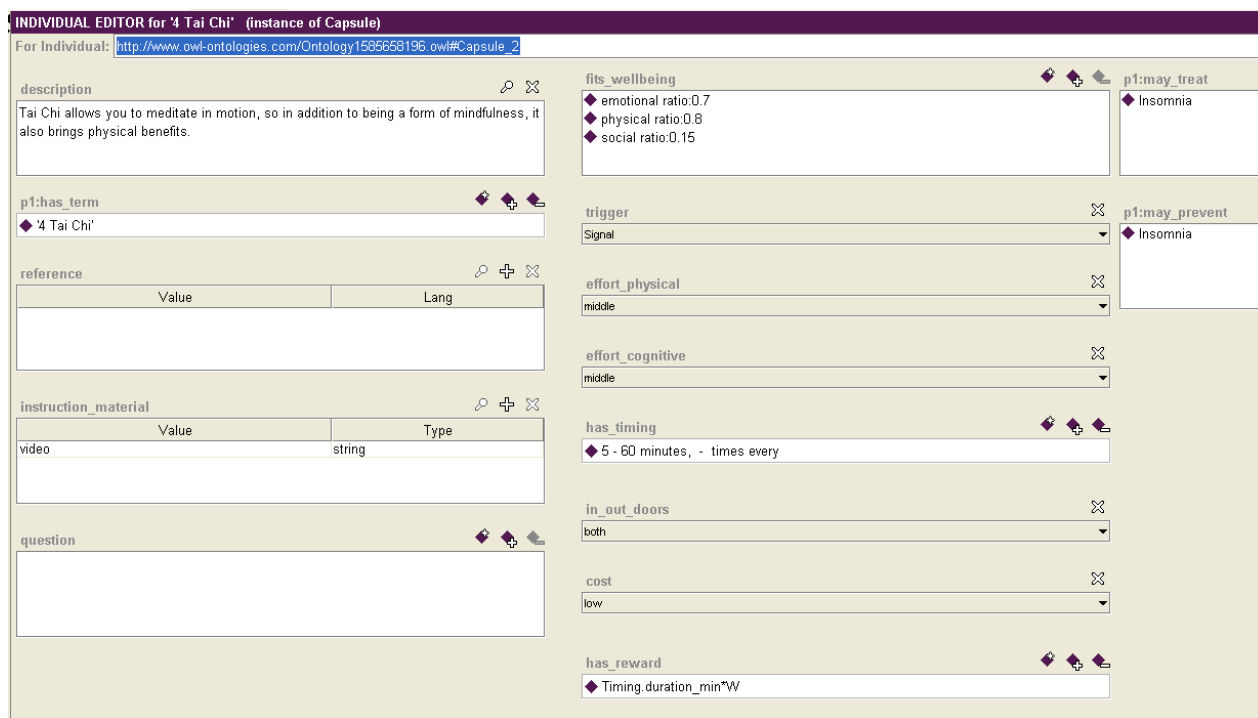 INDIVIDUAL EDITOR for '4 Tai Chi' (instance of Capsule)
For Individual: http://www.owl-ontologies.com/Ontology1585658196.owl#Capsule_2
description
Tai Chi allows you to meditate in motion, so in addition to being a form of mindfulness, it
also brings physical benefits.
p1:has_term
'4 Tai Chi'
reference
Value Lang
instruction_material
Value Type
video string
question
fits_wellbeing
emotional ratio:0.7
physical ratio:0.8
social ratio:0.15
trigger
Signal
effort_physical
middle
effort_cognitive
middle
has_timing
5 - 60 minutes, - times every
in_out_doors
both
cost
low
has_reward
Timing.duration_min*W
p1:may_treat
Insomnia
p1:may_prevent
Insomnia